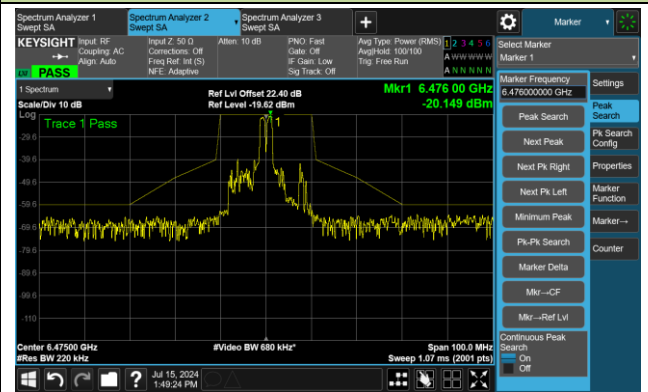 Spectrum Analyzer 1
Swept SA
Spectrum Analyzer 2
Swept SA
Spectrum Analyzer 3
Swept SA
+
Marker
KEYSIGHT
Input: RF
Coupling: AC
Align: Auto
Input Z: 50 Ω
Corrections: Off
Freq Ref: Int (S)
NFE: Adaptive
Atten: 10 dB
PNO: Fast
Gate: Off
IF Gain: Low
Sig Track: Off
Avg Type: Power (RMS)
Avg|Hold: 100/100
Trig: Free Run
1 2 3 4 5 6
A W W W W W
A N N N N N
LXI PASS
Select Marker
Marker 1
1 Spectrum
Scale/Div 10 dB
Ref Lvl Offset 22.40 dB
Ref Level -19.62 dBm
Mkr1 6.476 00 GHz
-20.149 dBm
Log
Trace 1 Pass
1
-29.6
-39.6
-49.6
-59.6
-69.6
-79.6
-89.6
-99.6
-110
Center 6.47500 GHz
#Res BW 220 kHz
#Video BW 680 kHz*
Span 100.0 MHz
Sweep 1.07 ms (2001 pts)
Marker Frequency
6.476000000 GHz
Peak Search
Next Peak
Next Pk Right
Next Pk Left
Minimum Peak
Pk-Pk Search
Marker Delta
Mkr→CF
Mkr→Ref Lvl
Continuous Peak
Search
On
Off
Settings
Peak
Search
Pk Search
Config
Properties
Marker
Function
Marker→
Counter
?
Jul 15, 2024
1:49:24 PM